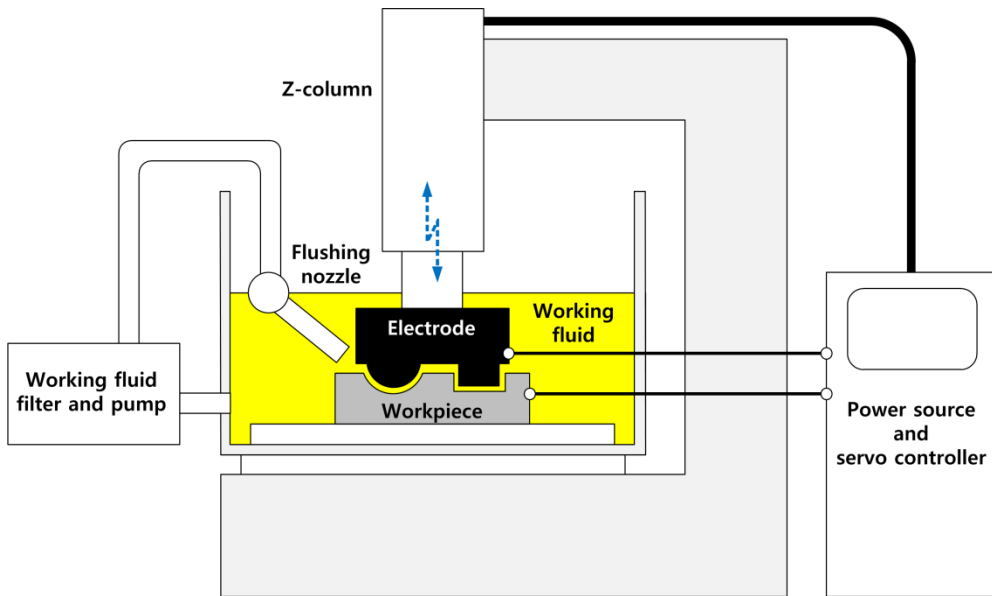 Z-column
Flushing
nozzle
Electrode
Working
fluid
Working fluid
filter and pump
Workpiece
Power source
and
servo controller